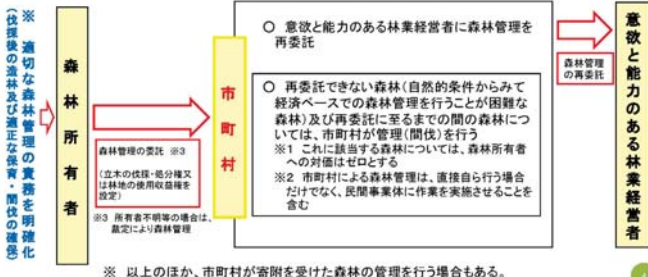 ※ 適切な森林管理の責務を明確化
(伐採後の造林及び適正な保育・間伐の確保)
森林所有者
森林管理の委託 ※3
(立木の伐採・処分権又
は林地の使用収益権を
設定)
※3 所有者不明等の場合は、
裁定により森林管理
市町村
○ 意欲と能力のある林業経営者に森林管理を
再委託
○ 再委託できない森林(自然的条件からみて
経済ベースでの森林管理を行うことが困難な
森林)及び再委託に至るまでの間の森林につ
いては、市町村が管理(間伐)を行う
※1 これに該当する森林については、森林所有者
への対価はゼロとする
※2 市町村による森林管理は、直接自ら行う場合
だけでなく、民間事業体に作業を実施させることを
含む
森林管理
の再委託
意欲と能力のある林業経営者
※ 以上のほか、市町村が寄附を受けた森林の管理を行う場合もある。